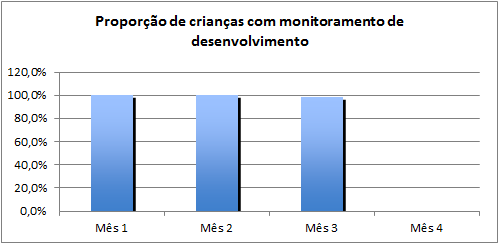 Proporção de crianças com monitoramento de
desenvolvimento
120,0%
100,0%
80,0%
60,0%
40,0%
20,0%
0,0%
Mês 1 Mês 2 Mês 3 Mês 4